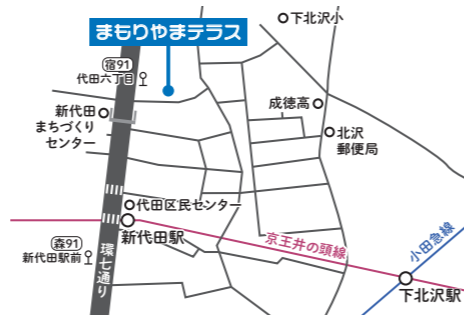 下北沢小
まもりやまテラス
宿91
代田六丁目
成徳高
新代田
まちづくり
センター
北沢
郵便局
代田区民センター
新代田駅
京王井の頭線
小田急線
森91
新代田駅前
環七通り
下北沢駅